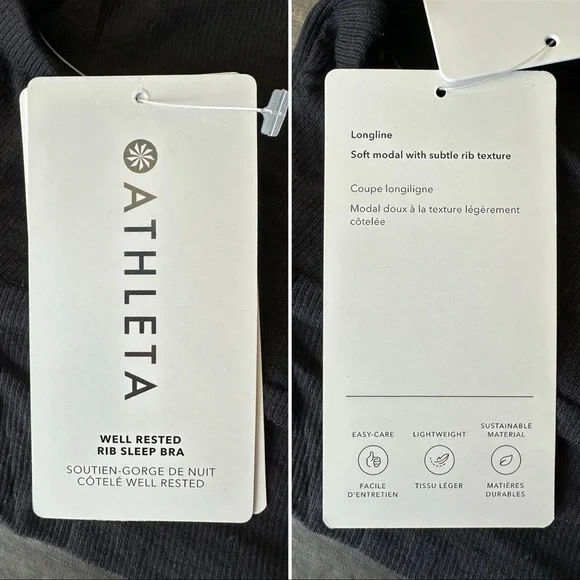 ATHLETA
WELL RESTED
RIB SLEEP BRA
SOUTIEN-GORGE DE NUIT
CÔTELÉ WELL RESTED
Longline
Soft modal with subtle rib texture
Coupe longiligne
Modal doux à la texture légèrement
côtelée
EASY-CARE
FACILE
D'ENTRETIEN
LIGHTWEIGHT
TISSU LÉGER
SUSTAINABLE
MATERIAL
MATIÈRES
DURABLES